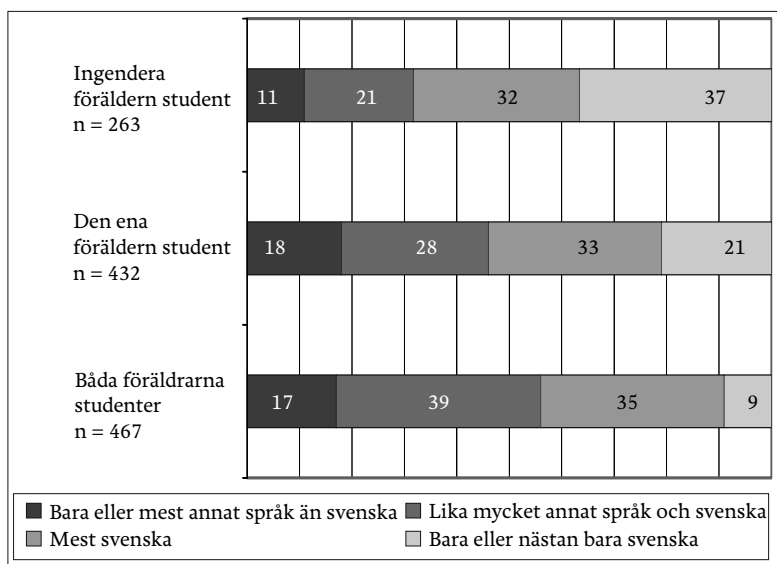 Ingendera
föräldern student
n = 263
11 21 32 37
Den ena
föräldern student
n = 432
18 28 33 21
Båda föräldrarna
studenter
n = 467
17 39 35 9
Bara eller mest annat språk än svenska Lika mycket annat språk och svenska
Mest svenska Bara eller nästan bara svenska